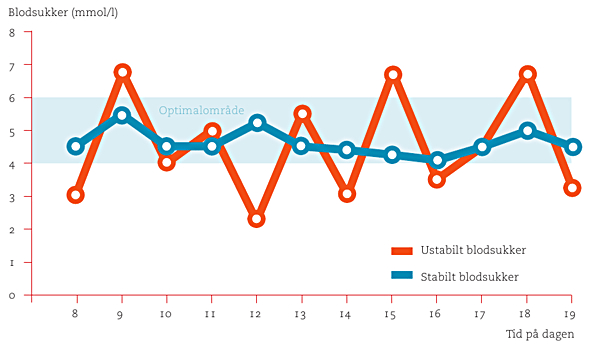 Blodsukker (mmol/l)
8
7
6
Optimalområde
5
4
3
2
1
0
Ustabilt blodsukker
Stabilt blodsukker
8 9 10 11 12 13 14 15 16 17 18 19
Tid på dagen